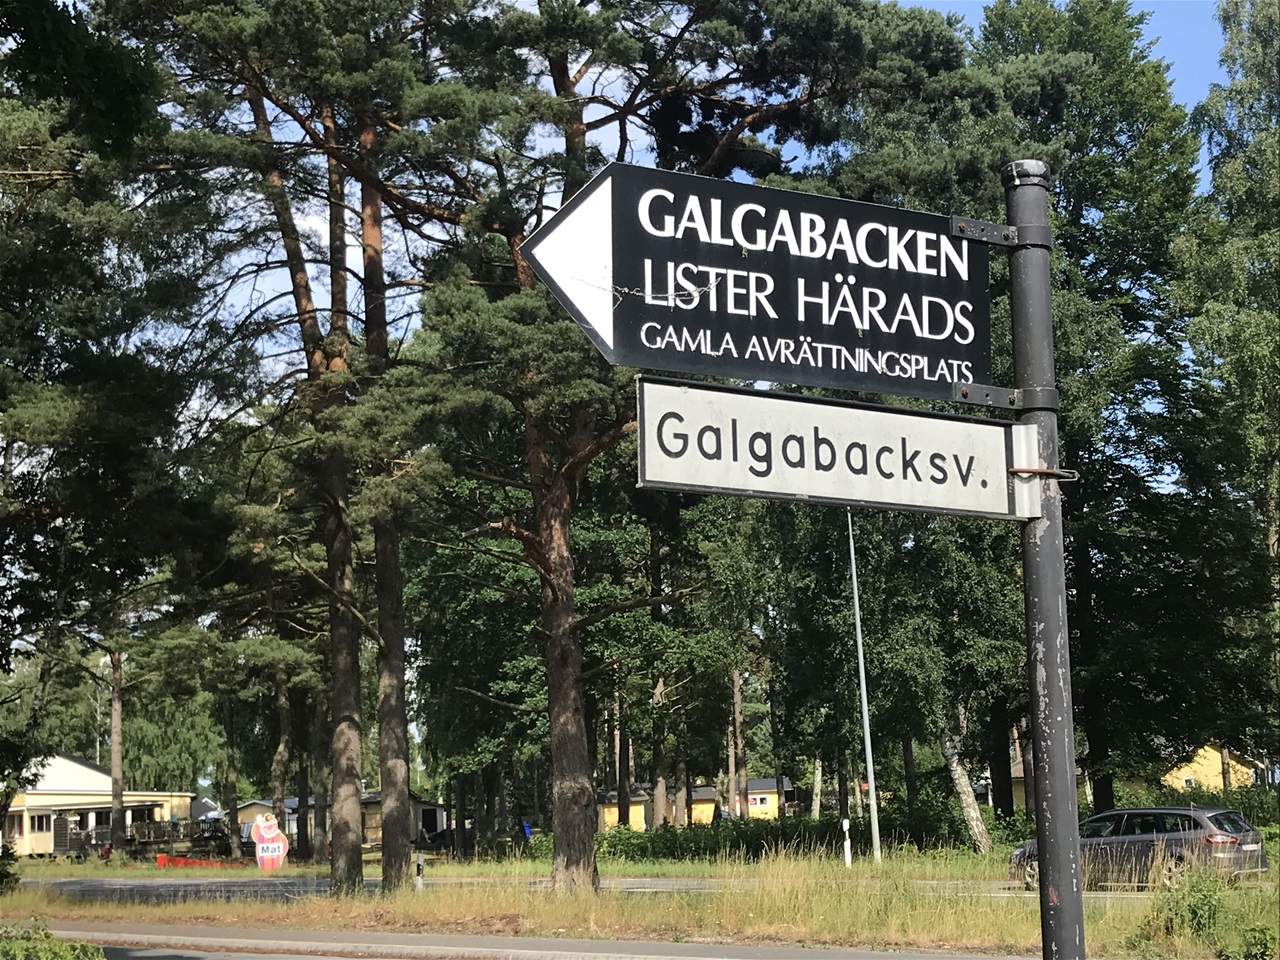 GALGABACKEN
LISTER HÄRADS
GAMLA AVRÄTTNINGSPLATS
Galgabacksv.
Mat